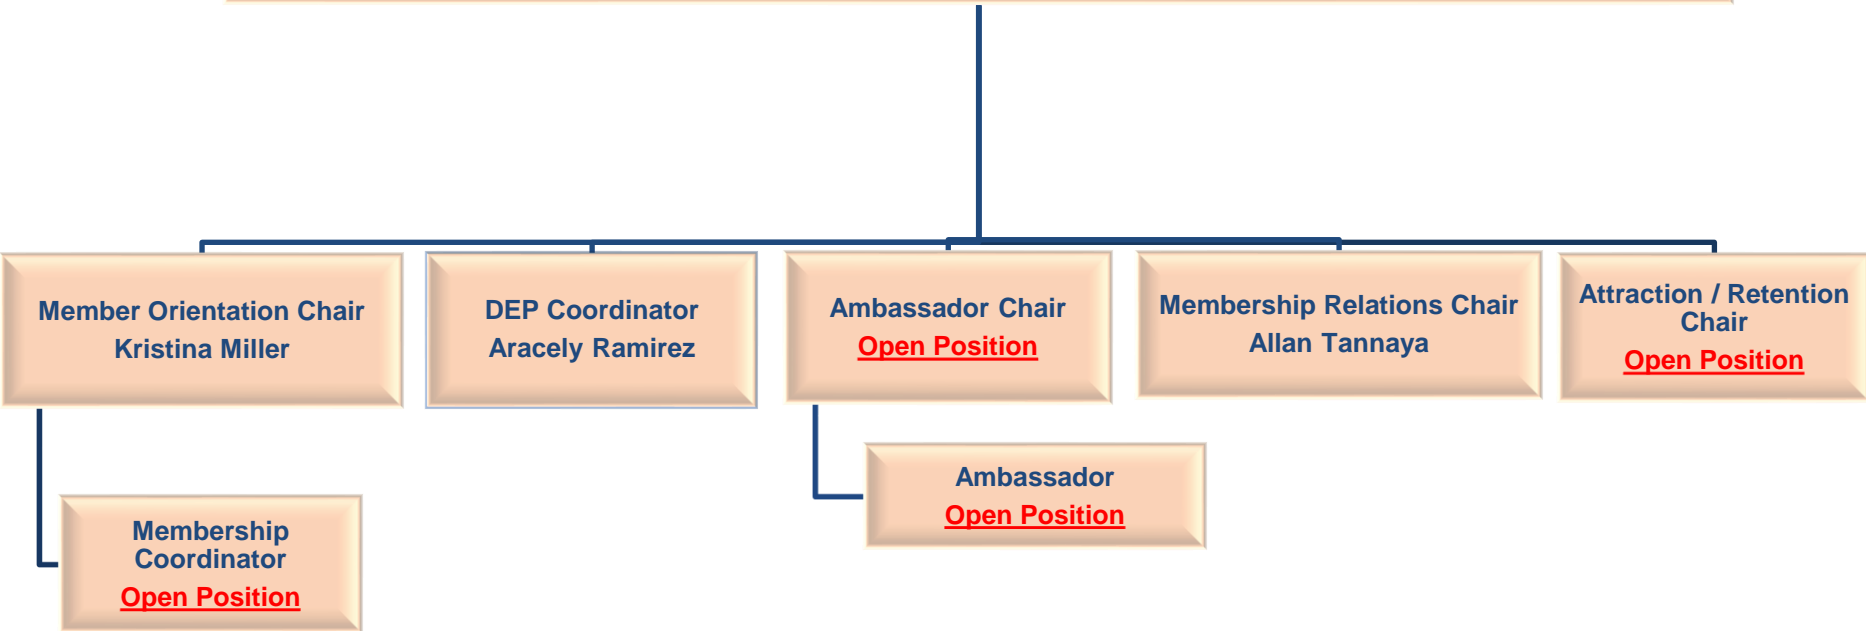 Member Orientation Chair
Kristina Miller
DEP Coordinator
Aracely Ramirez
Ambassador Chair
Open Position
Membership Relations Chair
Allan Tannaya
Attraction / Retention
Chair
Open Position
Ambassador
Open Position
Membership
Coordinator
Open Position